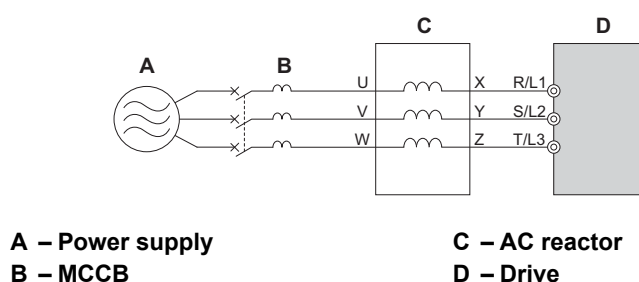 A
B
C
D
U
X
R/L1
V
Y
S/L2
W
Z
T/L3
A – Power supply
B – MCCB
C – AC reactor
D – Drive